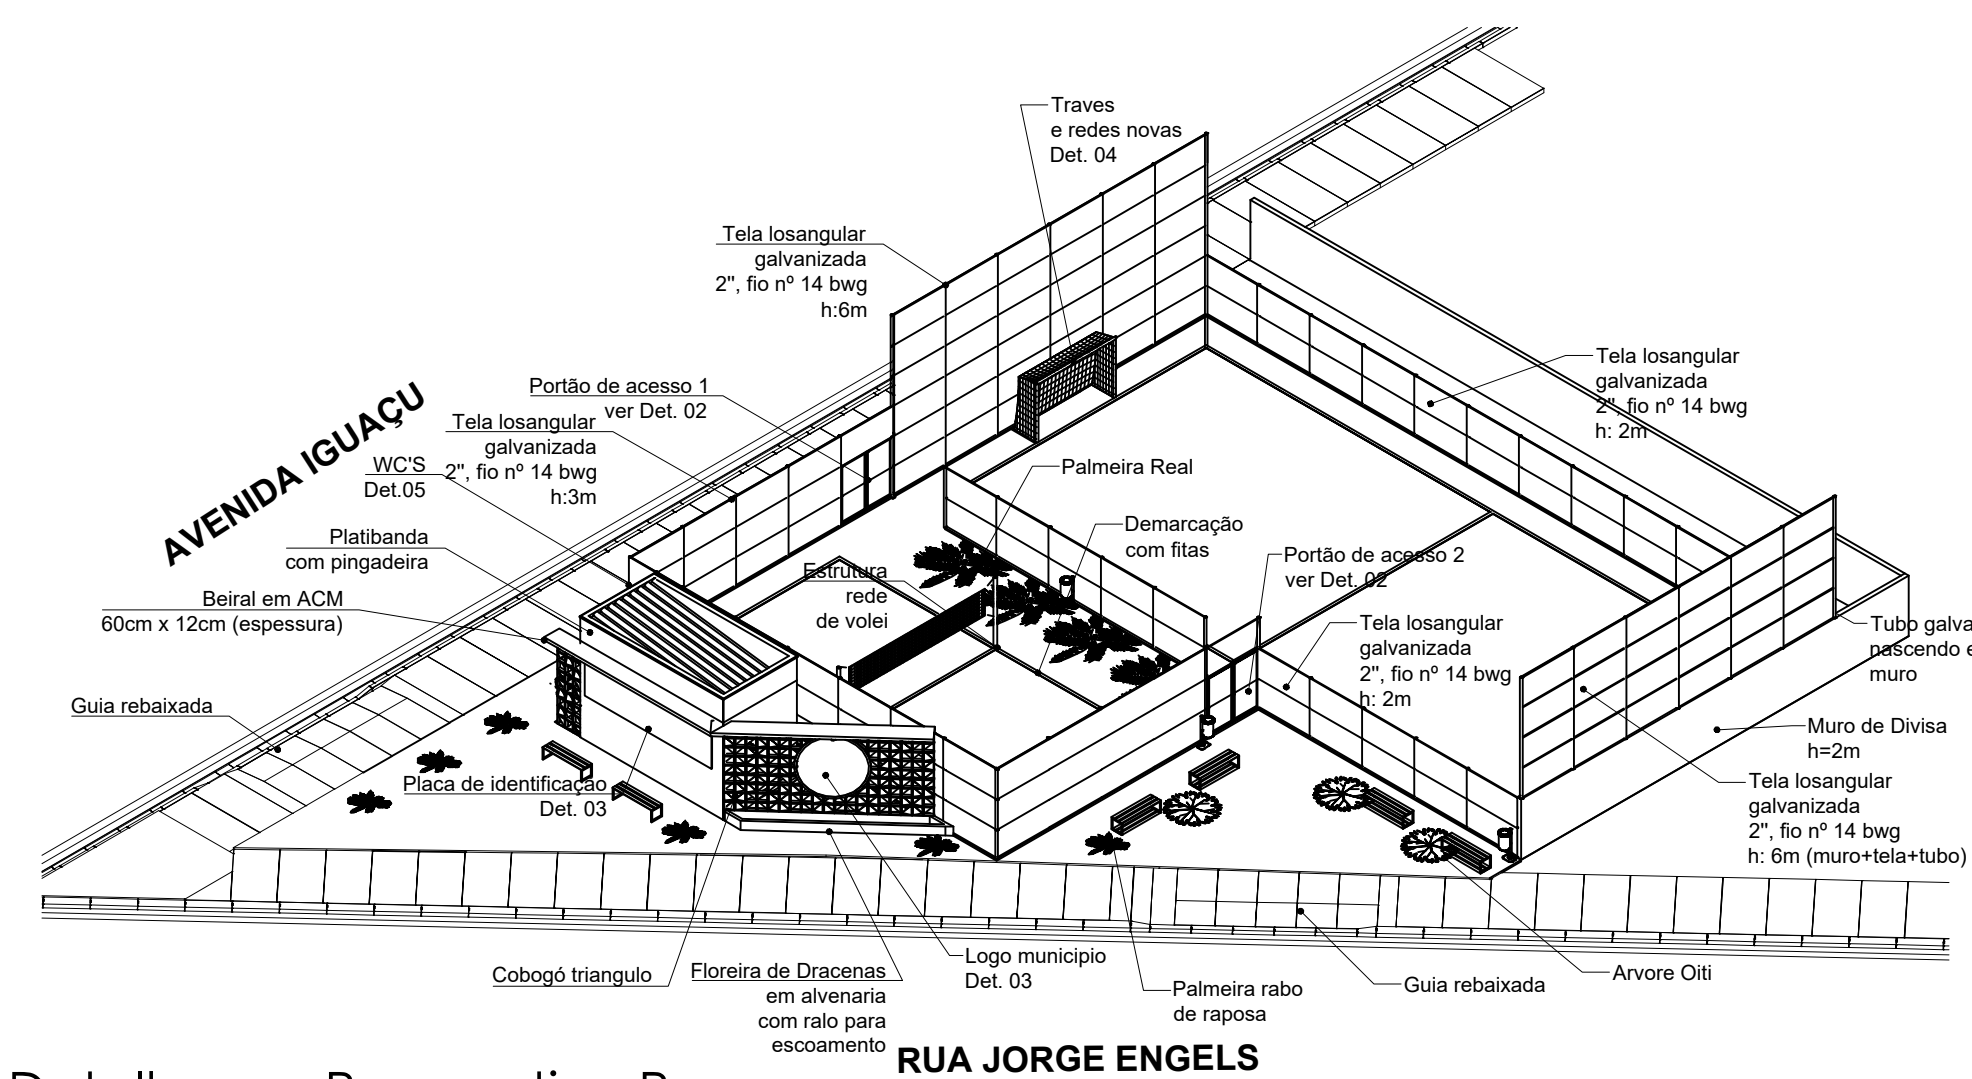 Traves
e redes novas
Det. 04
Tela losangular
galvanizada
2", fio nº 14 bwg
h:6m
Tela losangular
galvanizada
2", fio nº 14 bwg
h: 2m
Portão de acesso 1
ver Det. 02
AVENIDA IGUAÇU
Tela losangular
galvanizada
2", fio nº 14 bwg
h:3m
WC'S
Det.05
Palmeira Real
Platibanda
com pingadeira
Demarcação
com fitas
Portão de acesso 2
ver Det. 02
Estrutura
rede
de volei
Beiral em ACM
60cm x 12cm (espessura)
Tela losangular
galvanizada
2", fio nº 14 bwg
h: 2m
Tubo galva
nascendo e
muro
Guia rebaixada
Muro de Divisa
h=2m
Placa de identificação
Det. 03
Tela losangular
galvanizada
2", fio nº 14 bwg
h: 6m (muro+tela+tubo)
Cobogó triangulo
Floreira de Dracenas
em alvenaria
com ralo para
escoamento
Logo municipio
Det. 03
Palmeira rabo
de raposa
Guia rebaixada
Arvore Oiti
RUA JORGE ENGELS